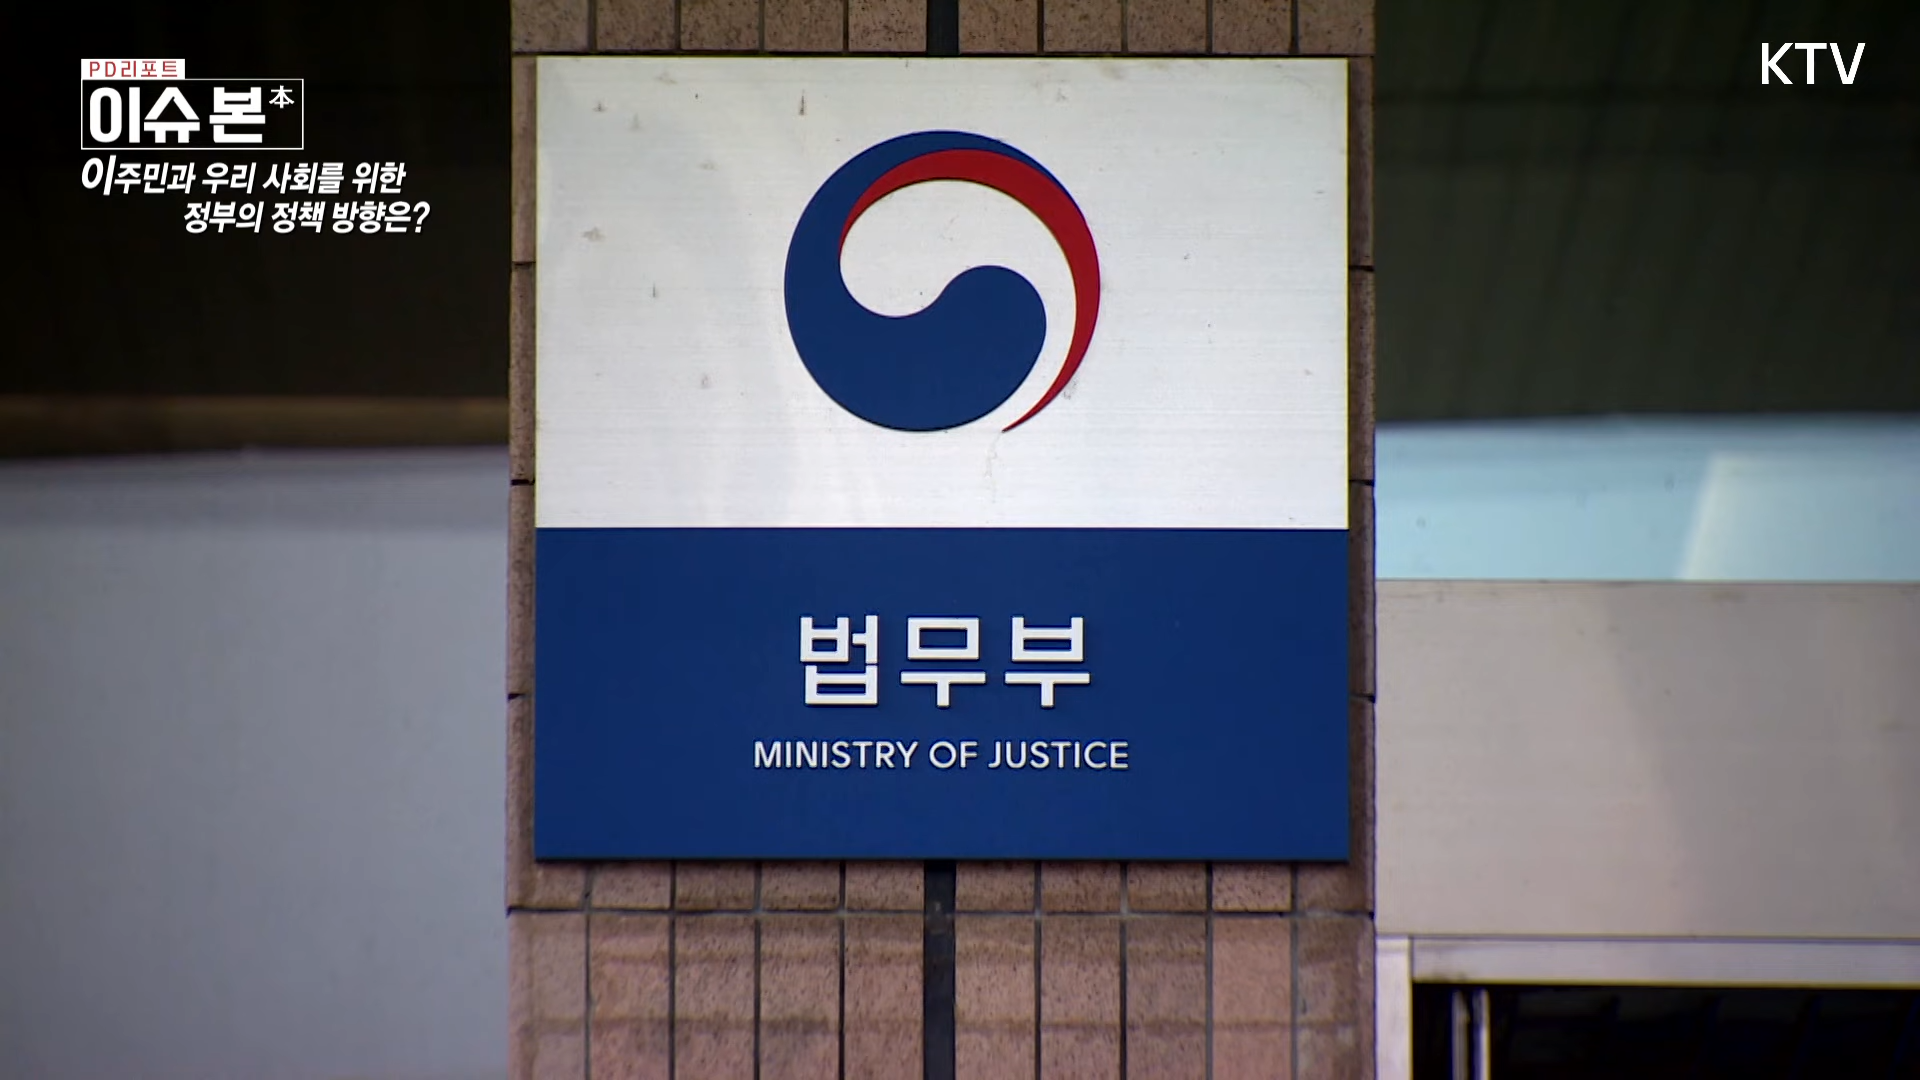 PD리포트
이슈 본本
이주민과 우리 사회를 위한
정부의 정책 방향은?
KTV
법무부
MINISTRY OF JUSTICE